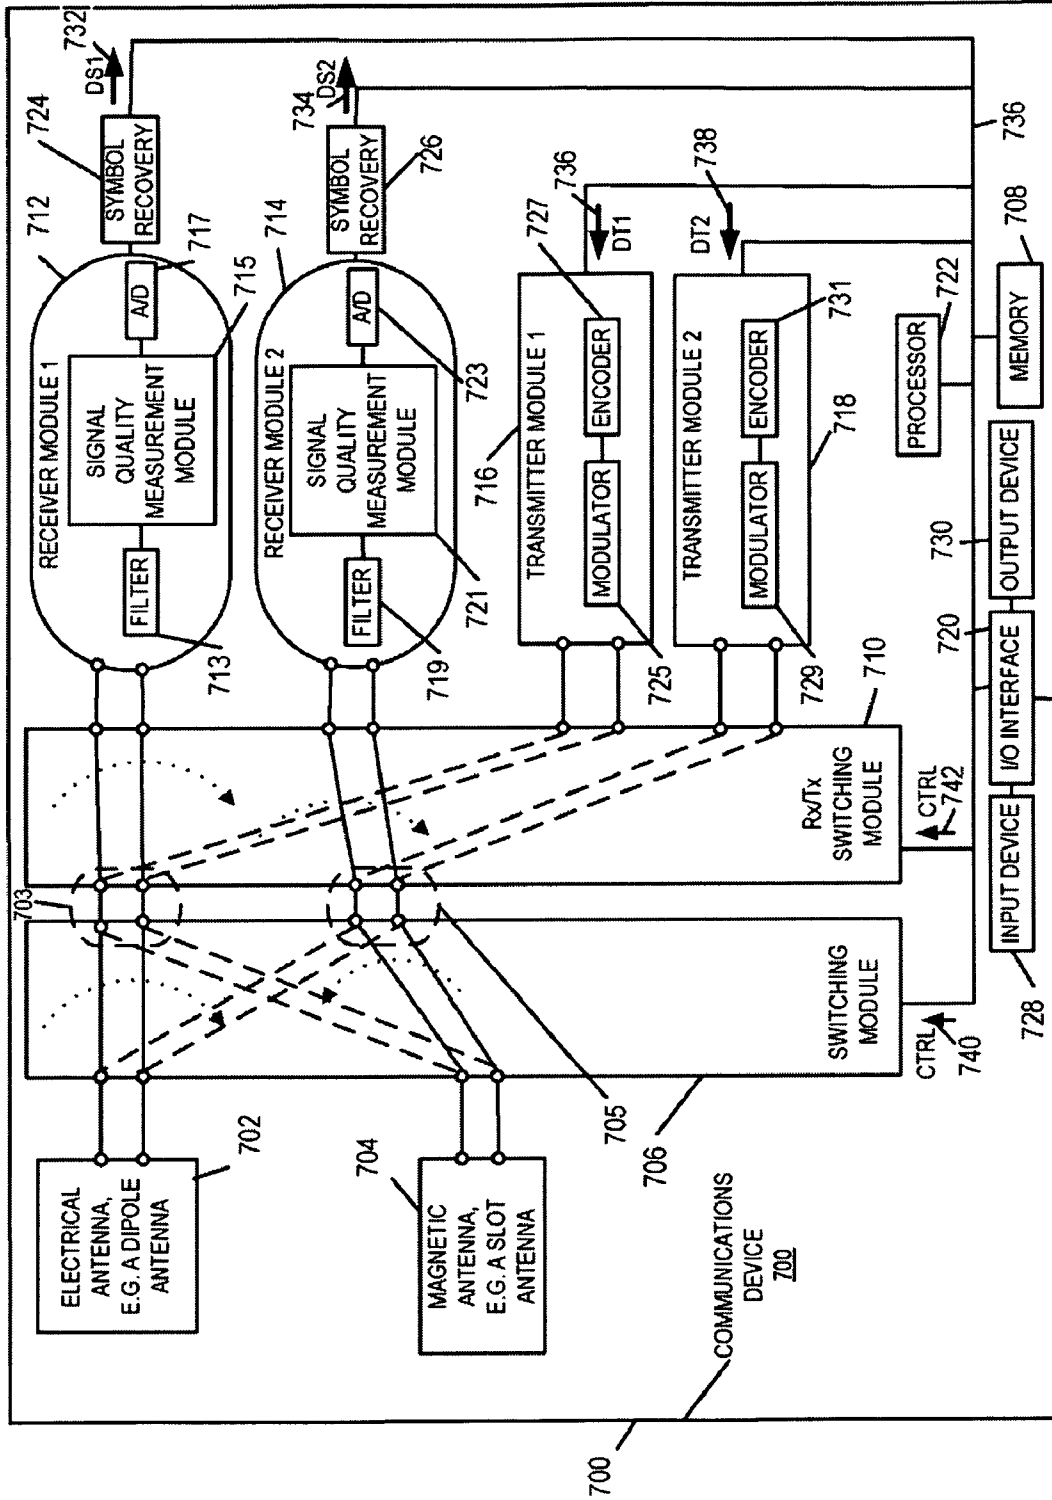 ELECTRICAL
ANTENNA,
E.G. A DIPOLE
ANTENNA
702
MAGNETIC
ANTENNA,
E.G. A SLOT
ANTENNA
704
COMMUNICATIONS
DEVICE
700
700
703
705
SWITCHING
MODULE
706
CTRL
740
Rx/Tx
SWITCHING
MODULE
710
CTRL
742
RECEIVER MODULE 1
712
FILTER
713
SIGNAL
QUALITY
MEASUREMENT
MODULE
715
A/D
717
SYMBOL
RECOVERY
724
DS1
732
RECEIVER MODULE 2
714
FILTER
719
SIGNAL
QUALITY
MEASUREMENT
MODULE
721
A/D
723
SYMBOL
RECOVERY
726
DS2
734
TRANSMITTER MODULE 1
716
MODULATOR
725
ENCODER
727
DT1
736
TRANSMITTER MODULE 2
718
MODULATOR
729
ENCODER
731
DT2
738
736
PROCESSOR
722
MEMORY
708
INPUT DEVICE
728
I/O INTERFACE
720
OUTPUT DEVICE
730